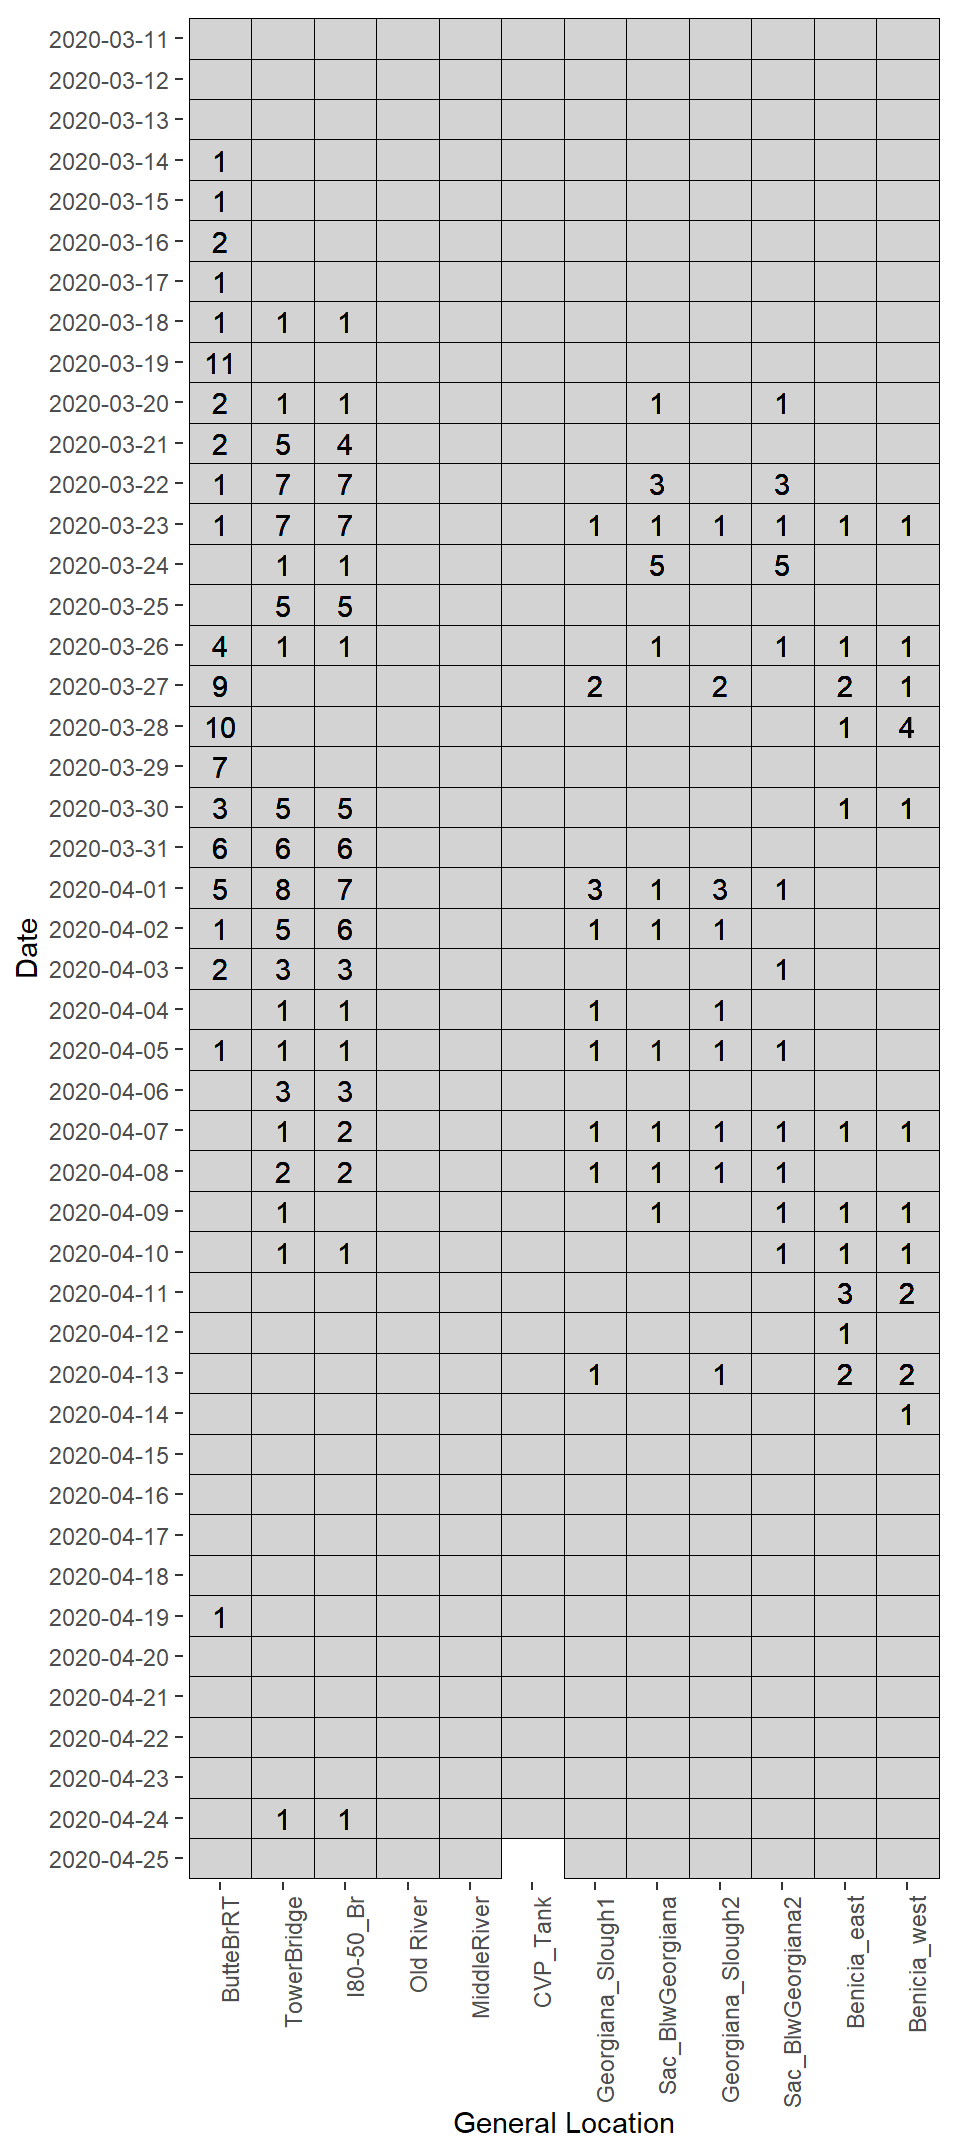 2020-03-11
2020-03-12
2020-03-13
2020-03-14 1
2020-03-15 1
2020-03-16 2
2020-03-17 1
2020-03-18 1 1 1
2020-03-19 11
2020-03-20 2 1 1 1 1
2020-03-21 2 5 4
2020-03-22 1 7 7 3 3
2020-03-23 1 7 7 1 1 1 1 1 1
2020-03-24 1 1 5 5
2020-03-25 5 5
2020-03-26 4 1 1 1 1 1 1
2020-03-27 9 2 2 2 1
2020-03-28 10 1 4
2020-03-29 7
2020-03-30 3 5 5 1 1
2020-03-31 6 6 6
2020-04-01 5 8 7 3 1 3 1
2020-04-02 1 5 6 1 1 1
2020-04-03 2 3 3 1
2020-04-04 1 1 1 1
2020-04-05 1 1 1 1 1 1 1
2020-04-06 3 3
2020-04-07 1 2 1 1 1 1 1 1
2020-04-08 2 2 1 1 1 1
2020-04-09 1 1 1 1 1
2020-04-10 1 1 1 1 1
2020-04-11 3 2
2020-04-12 1
2020-04-13 1 1 2 2
2020-04-14 1
2020-04-15
2020-04-16
2020-04-17
2020-04-18
2020-04-19 1
2020-04-20
2020-04-21
2020-04-22
2020-04-23
2020-04-24 1 1
2020-04-25
Date
ButteBrRT
TowerBridge
I80-50_Br
Old River
MiddleRiver
CVP_Tank
Georgiana_Slough1
Sac_BlwGeorgiana
Georgiana_Slough2
Sac_BlwGeorgiana2
Benicia_east
Benicia_west
General Location